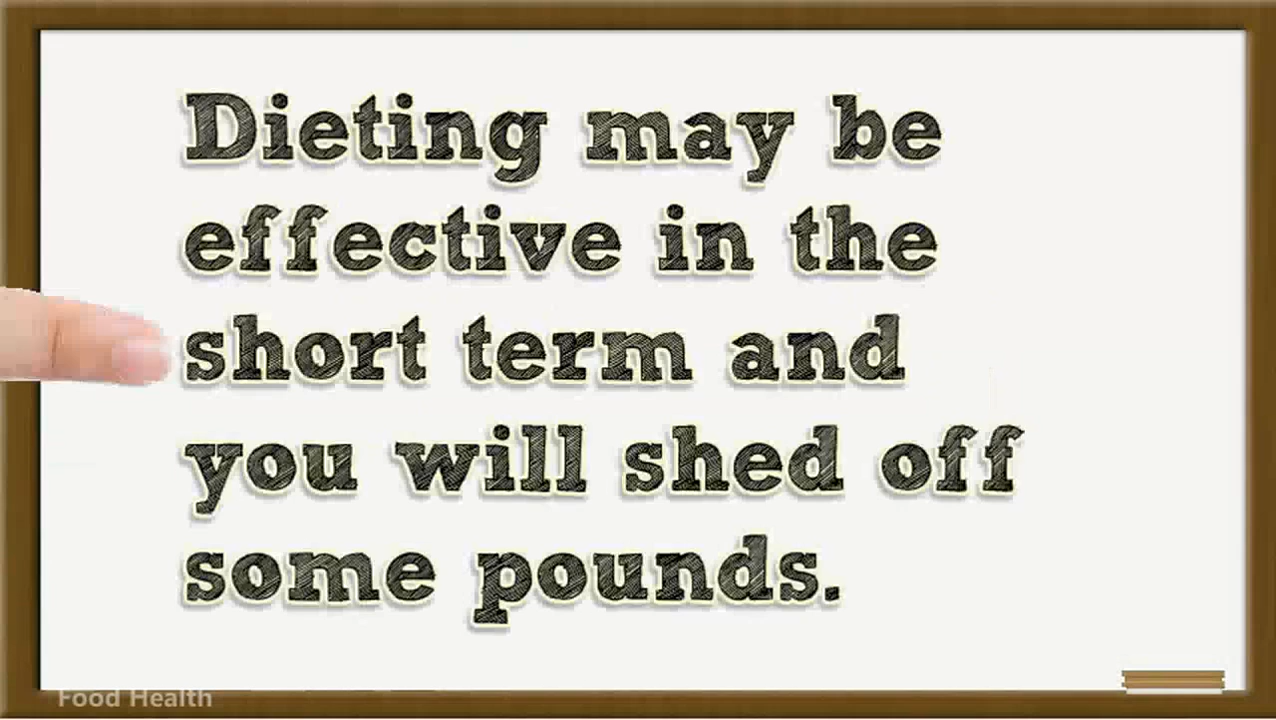 Dieting may be
effective in the
short term and
you will shed off
some pounds.
Food Health